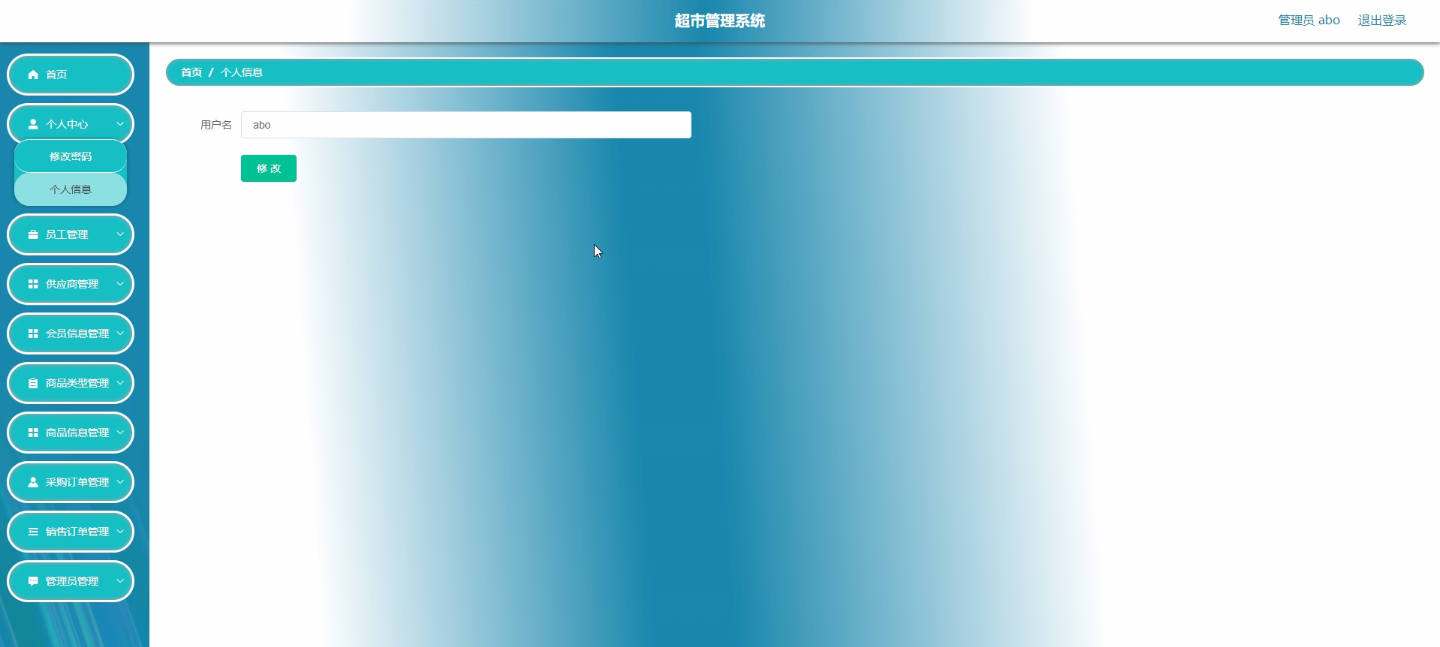 超市管理系统
管理员 abo
退出登录
首页
个人中心
修改密码
个人信息
员工管理
供应商管理
会员信息管理
商品类型管理
商品信息管理
采购订单管理
销售订单管理
管理员管理
首页 / 个人信息
用户名 abo
修 改